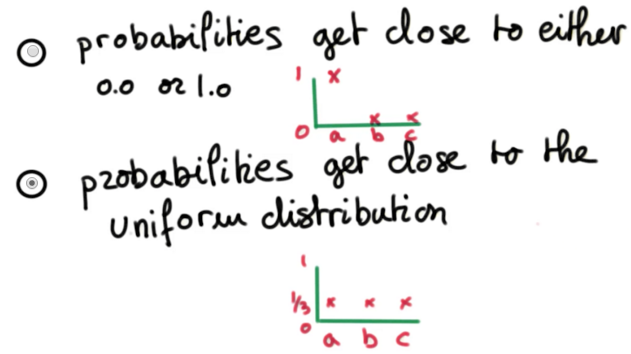 probabilities get close to either
0.0 or 1.0
1
0 a b c
probabilities get close to the
uniform distribution
1
1/3
0
a b c